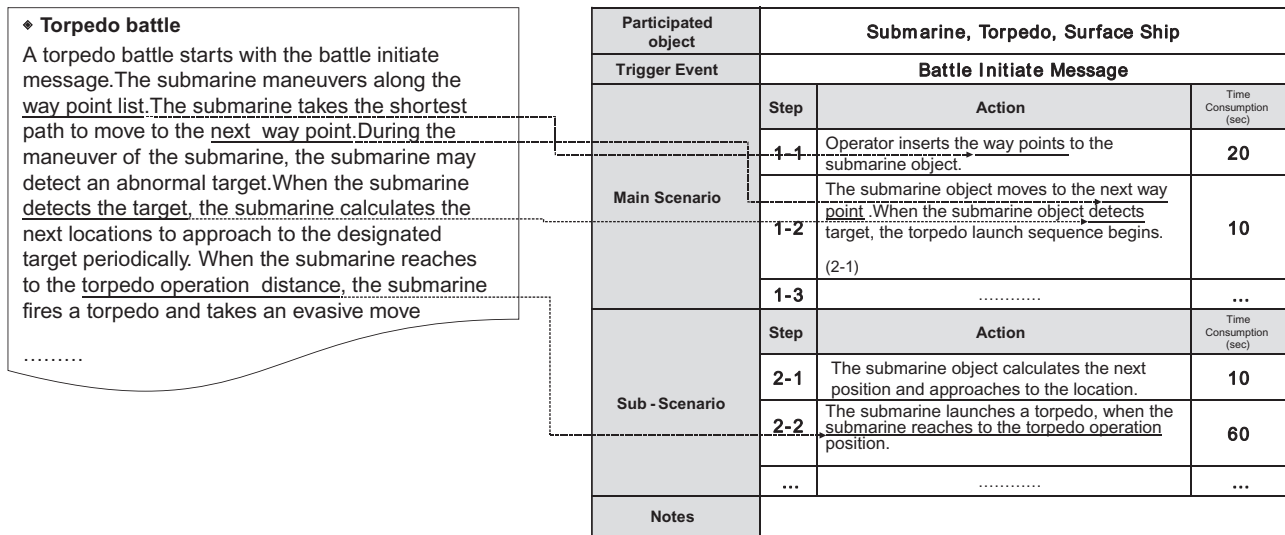 ◈ Torpedo battle
A torpedo battle starts with the battle initiate
message.The submarine maneuvers along the
way point list.The submarine takes the shortest
path to move to the next way point.During the
maneuver of the submarine, the submarine may
detect an abnormal target.When the submarine
detects the target, the submarine calculates the
next locations to approach to the designated
target periodically. When the submarine reaches
to the torpedo operation distance, the submarine
fires a torpedo and takes an evasive move
.........
Participated
object
Submarine, Torpedo, Surface Ship
Trigger Event
Battle Initiate Message
Main Scenario
Step
Action
Time
Consumption
(sec)
1-1
Operator inserts the way points to the
submarine object.
20
1-2
The submarine object moves to the next way
point .When the submarine object detects
target, the torpedo launch sequence begins.
(2-1)
10
1-3
............
...
Sub - Scenario
Step
Action
Time
Consumption
(sec)
2-1
The submarine object calculates the next
position and approaches to the location.
10
2-2
The submarine launches a torpedo, when the
submarine reaches to the torpedo operation
position.
60
...
............
...
Notes